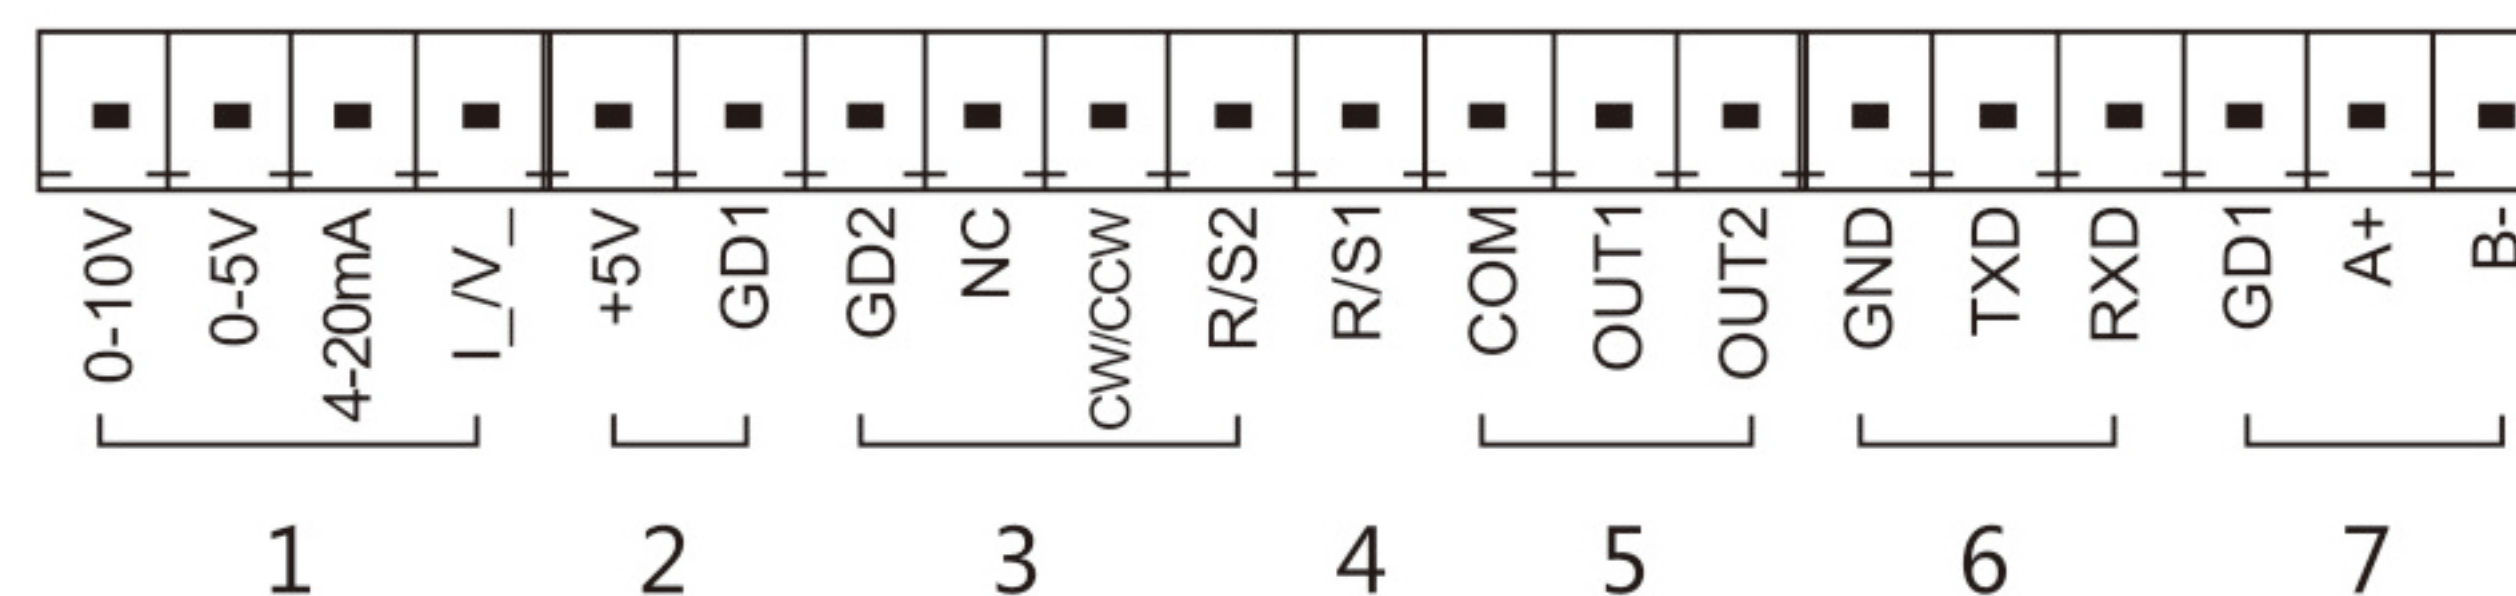 0-10V
0-5V
4-20mA
I_/V_
+5V
GD1
GD2
NC
CW/CCW
R/S2
R/S1
COM
OUT1
OUT2
GND
TXD
RXD
GD1
A+
B-
1 2 3 4 5 6 7